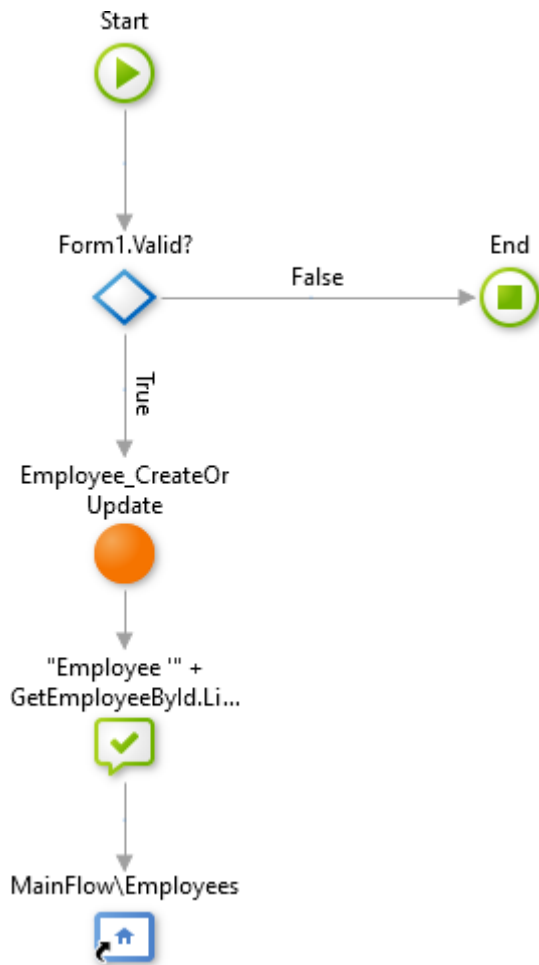 Start
Form1.Valid?
End
False
True
Employee_CreateOr
Update
"Employee '" +
GetEmployeeById.Li...
MainFlow\Employees